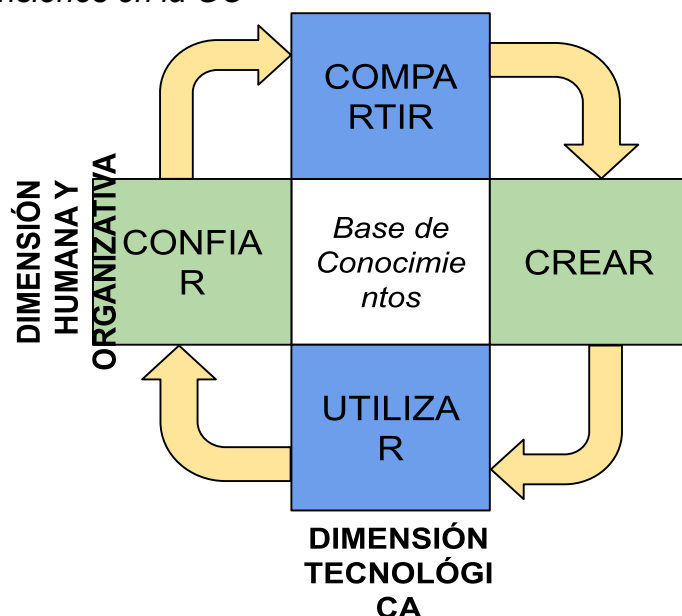 COMPA
RTIR
DIMENSIÓN
HUMANA Y
ORGANIZATIVA
CONFIA
R
Base de
Conocimie
ntos
CREAR
UTILIZA
R
DIMENSIÓN
TECNOLÓGI
CA